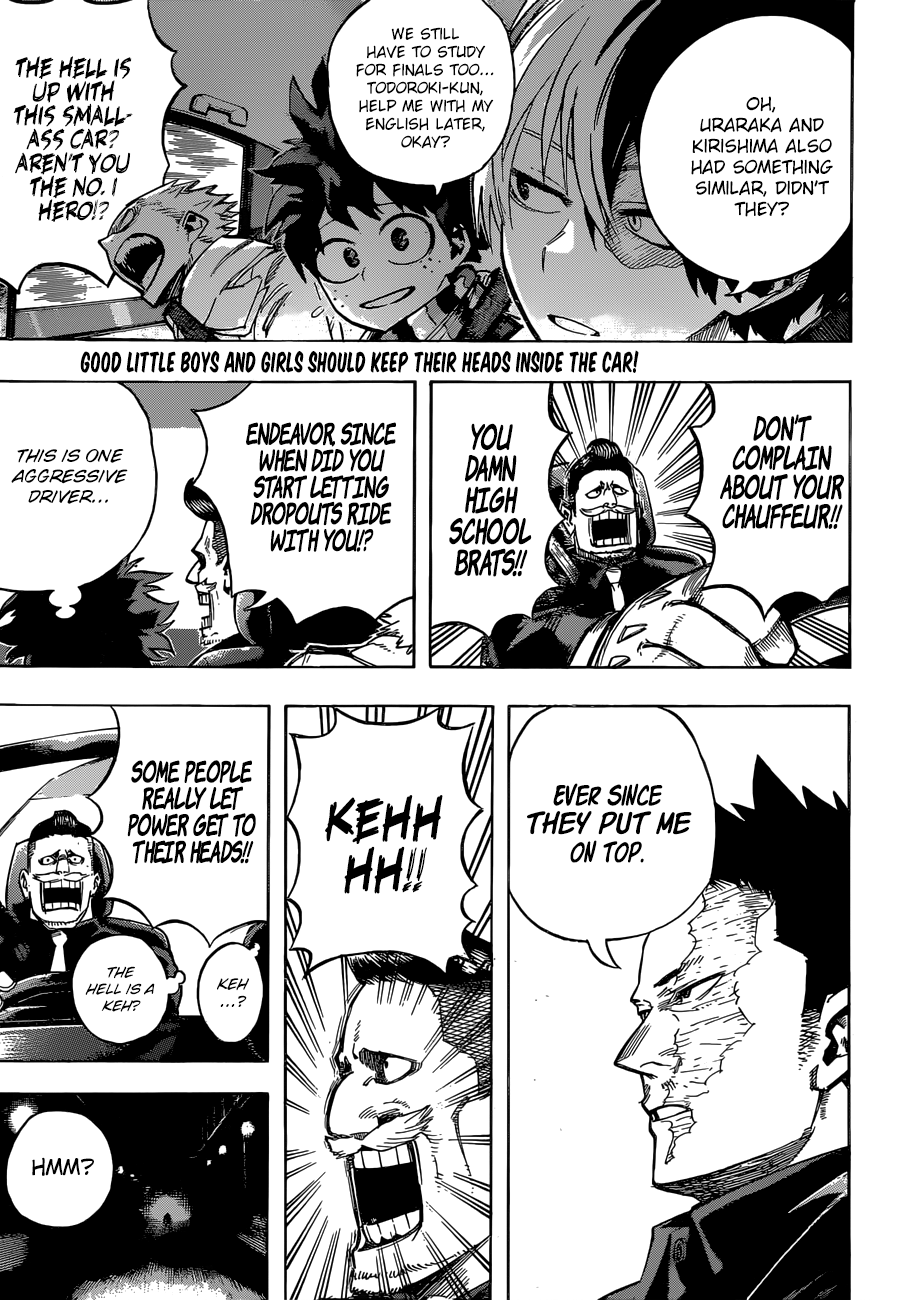 OH,
URARAKA AND
KIRISHIMA ALSO
HAD SOMETHING
SIMILAR, DIDN'T
THEY?
WE STILL
HAVE TO STUDY
FOR FINALS TOO...
TODOROKI-KUN,
HELP ME WITH MY
ENGLISH LATER,
OKAY?
THE HELL IS
UP WITH
THIS SMALL-
ASS CAR?
AREN'T YOU
THE NO. 1
HERO!?
GOOD LITTLE BOYS AND GIRLS SHOULD KEEP THEIR HEADS INSIDE THE CAR!
DON'T
COMPLAIN
ABOUT YOUR
CHAUFFEUR!!
YOU
DAMN
HIGH
SCHOOL
BRATS!!
ENDEAVOR, SINCE
WHEN DID YOU
START LETTING
DROPOUTS RIDE
WITH YOU!?
THIS IS ONE
AGGRESSIVE
DRIVER...
EVER SINCE
THEY PUT ME
ON TOP.
KEHH
HH!!
SOME PEOPLE
REALLY LET
POWER GET TO
THEIR HEADS!!
KEH
...?
THE
HELL IS A
KEH?
HMM?